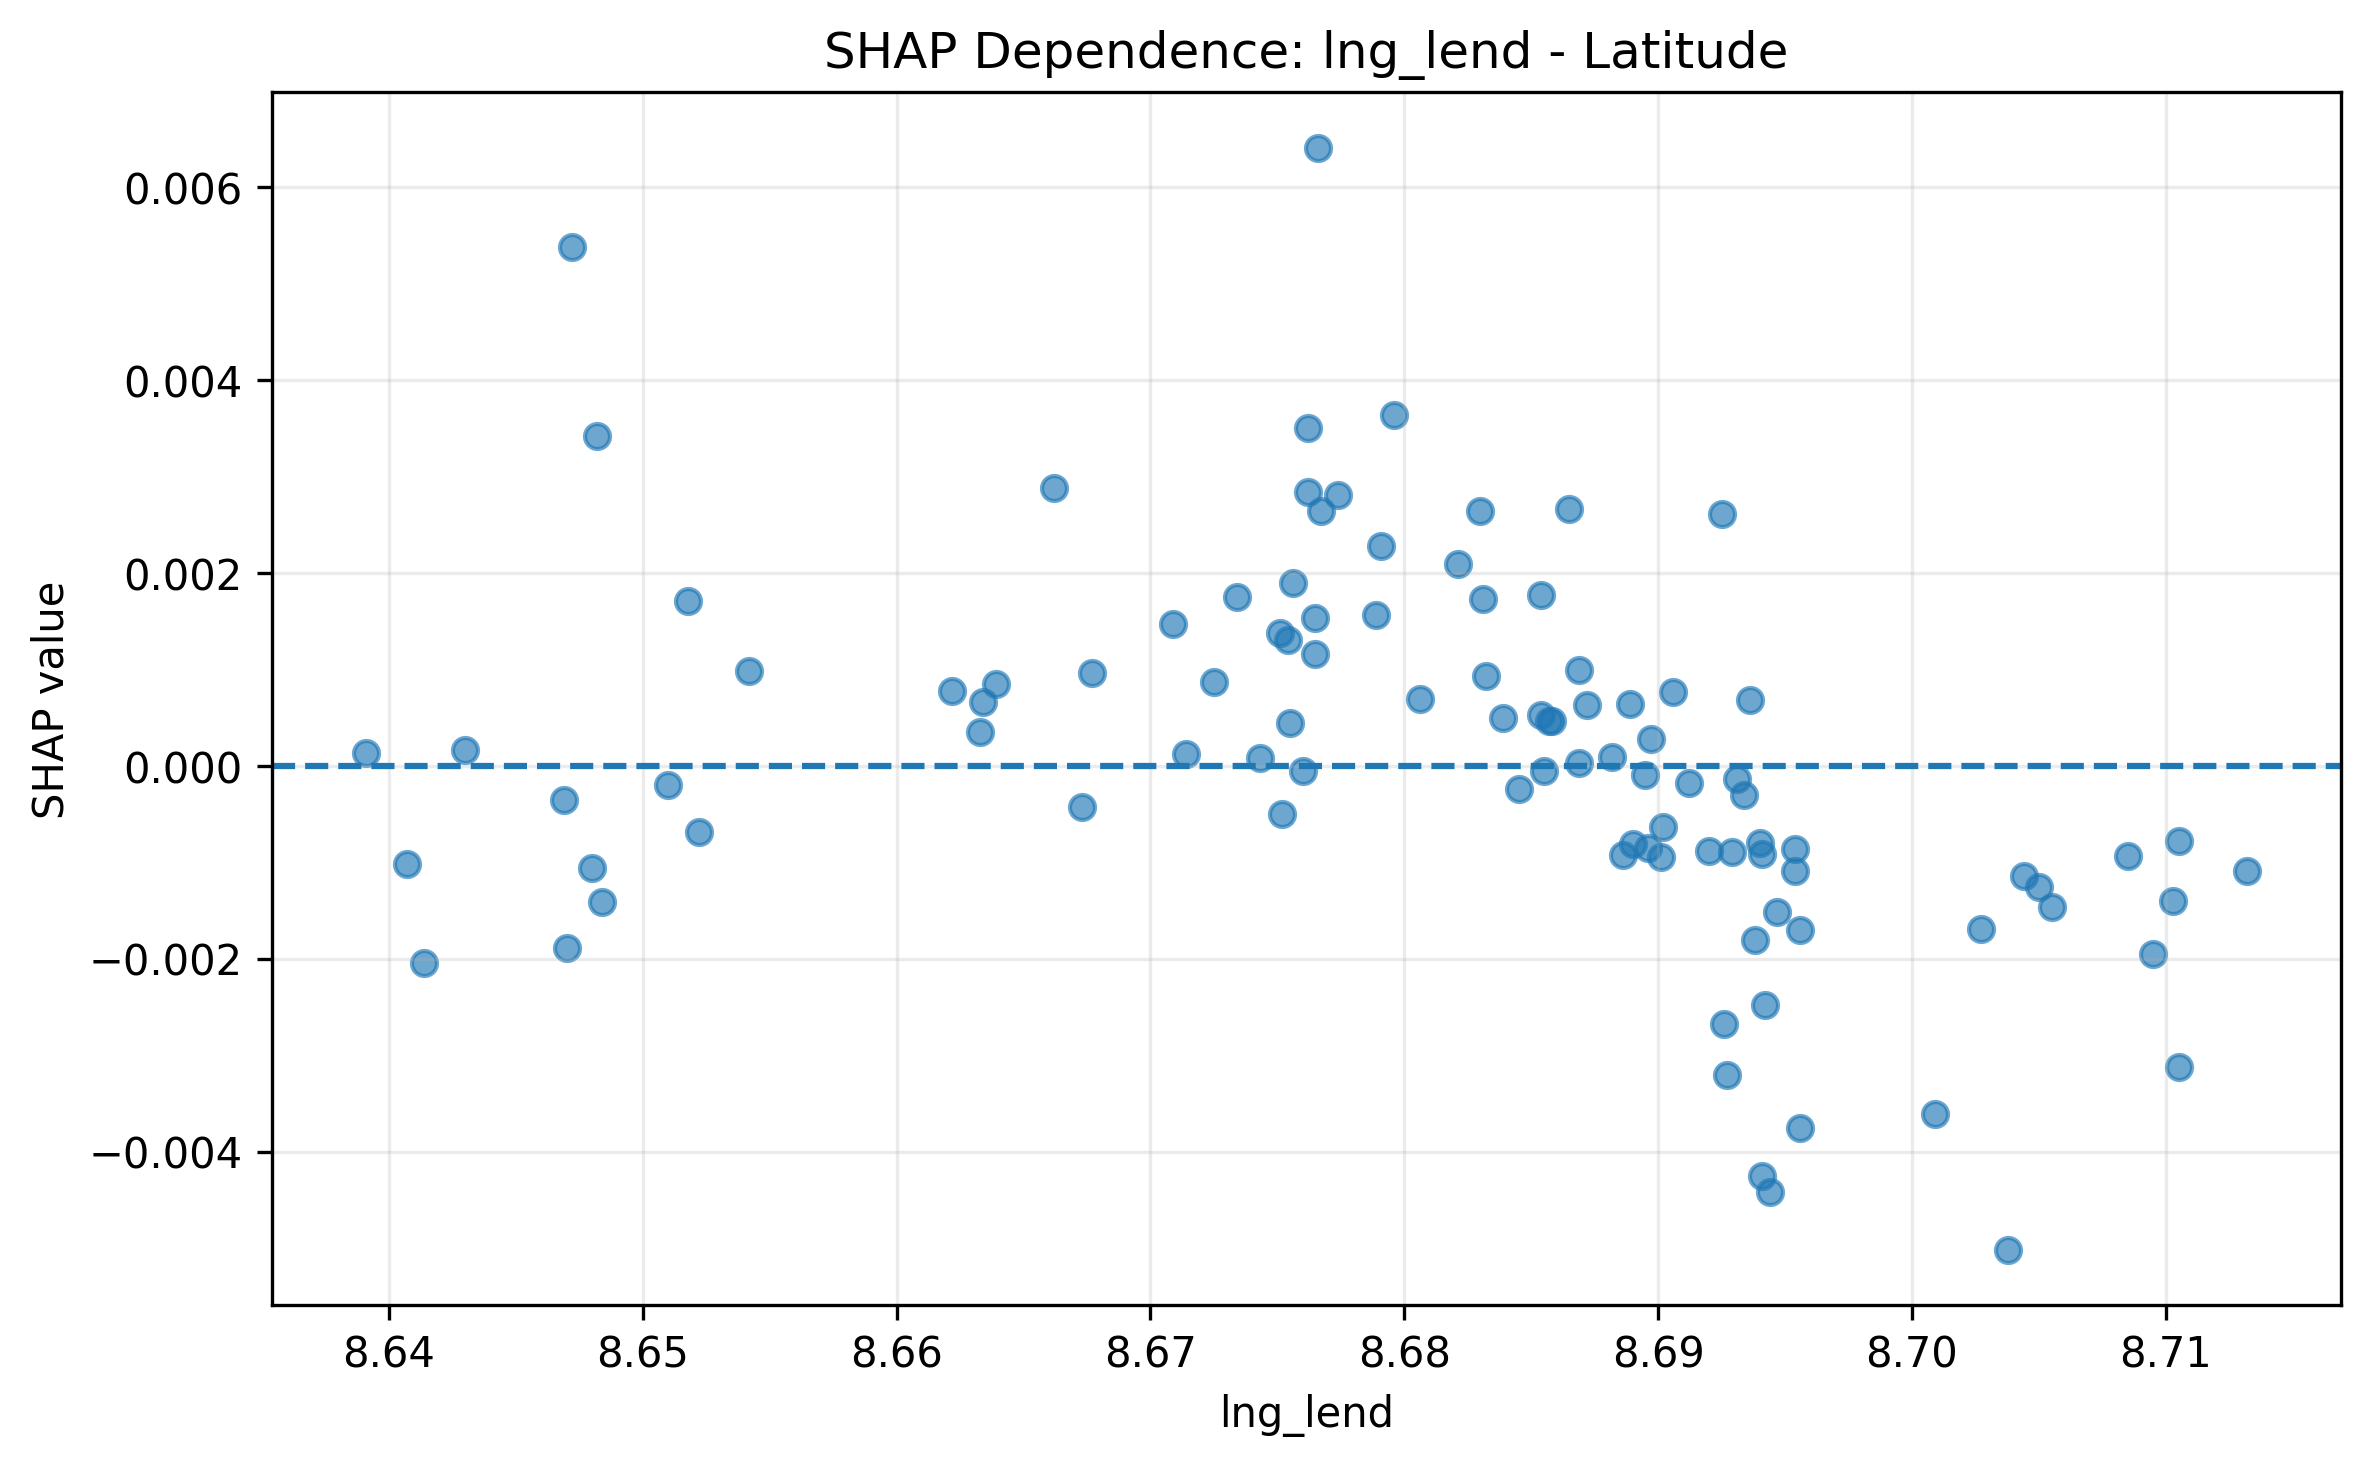 SHAP Dependence: lng_lend - Latitude
SHAP value
0.006
0.004
0.002
0.000
−0.002
−0.004
8.64 8.65 8.66 8.67 8.68 8.69 8.70 8.71
lng_lend